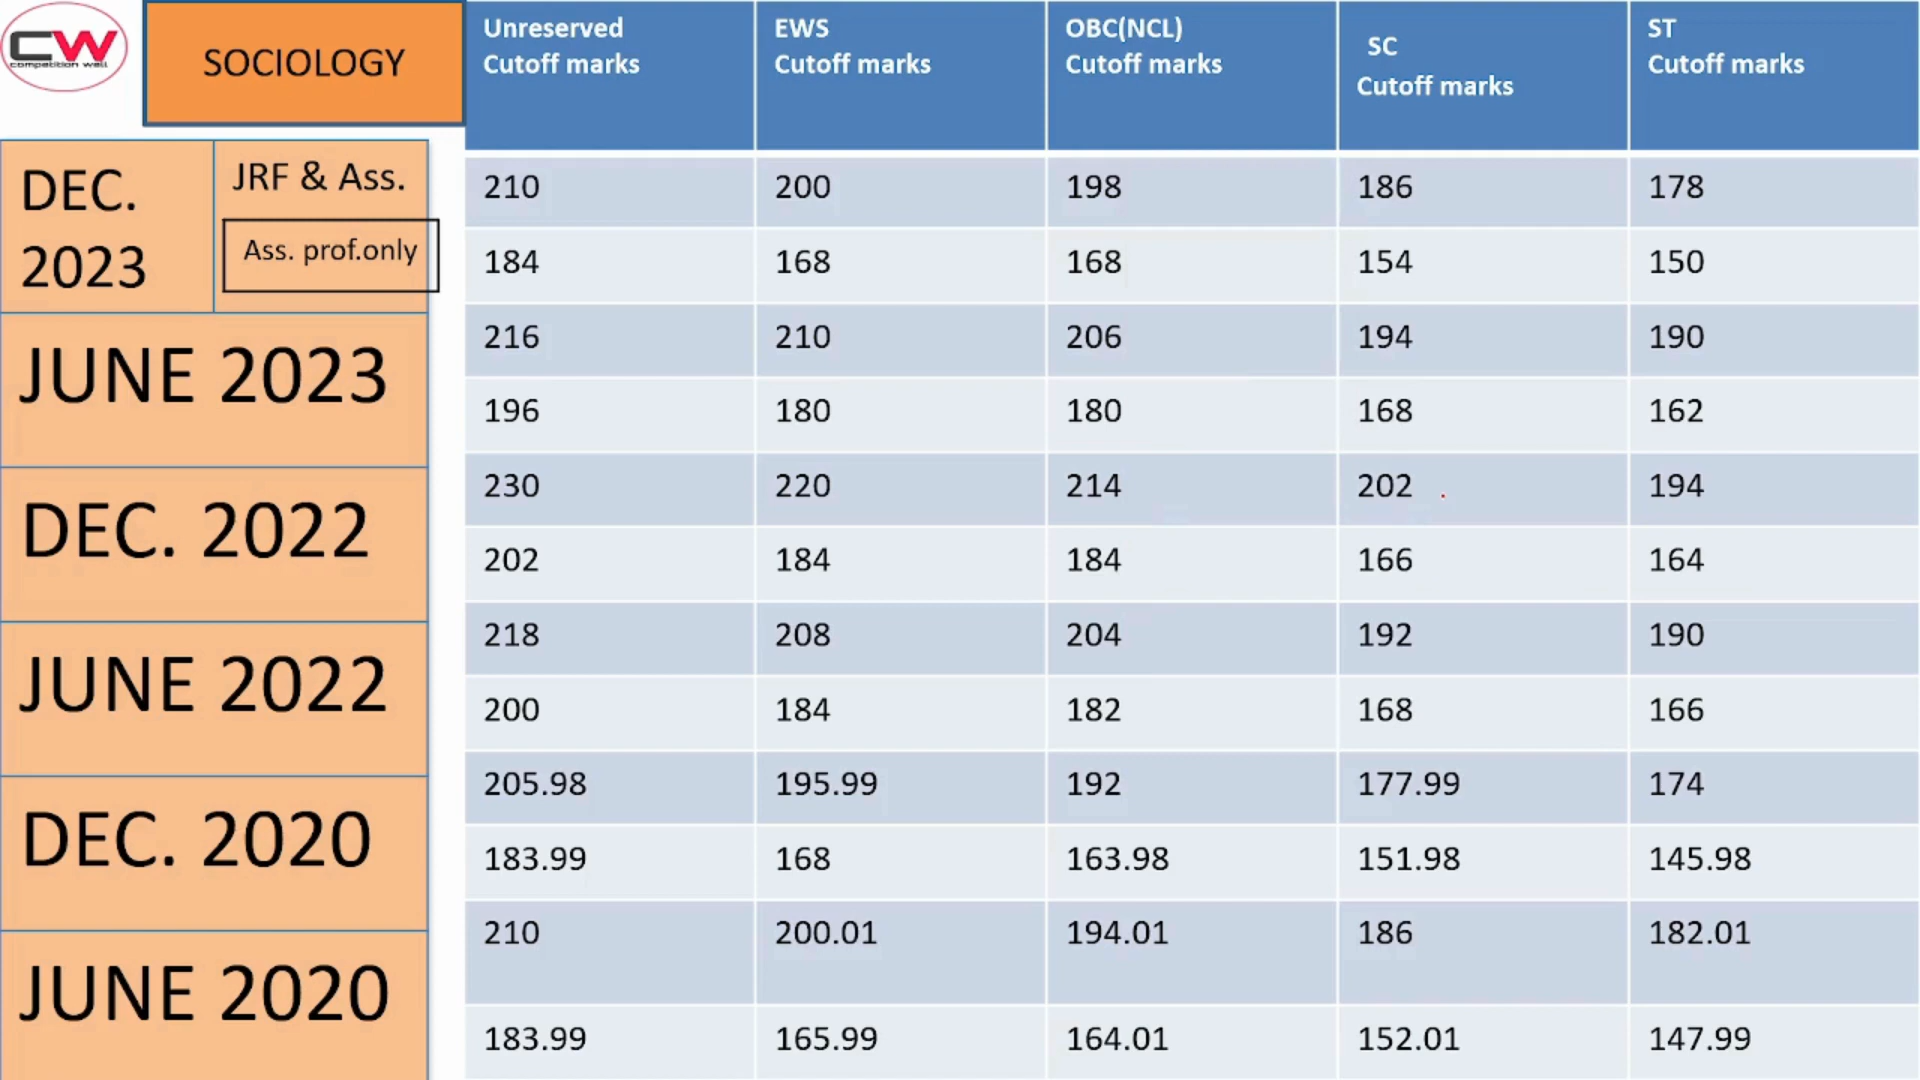 CW
competition well
SOCIOLOGY
Unreserved
Cutoff marks
EWS
Cutoff marks
OBC(NCL)
Cutoff marks
SC
Cutoff marks
ST
Cutoff marks
DEC.
2023
JRF & Ass.
Ass. prof.only
210 200 198 186 178
184 168 168 154 150
JUNE 2023
216 210 206 194 190
196 180 180 168 162
DEC. 2022
230 220 214 202 194
202 184 184 166 164
JUNE 2022
218 208 204 192 190
200 184 182 168 166
DEC. 2020
205.98 195.99 192 177.99 174
183.99 168 163.98 151.98 145.98
JUNE 2020
210 200.01 194.01 186 182.01
183.99 165.99 164.01 152.01 147.99